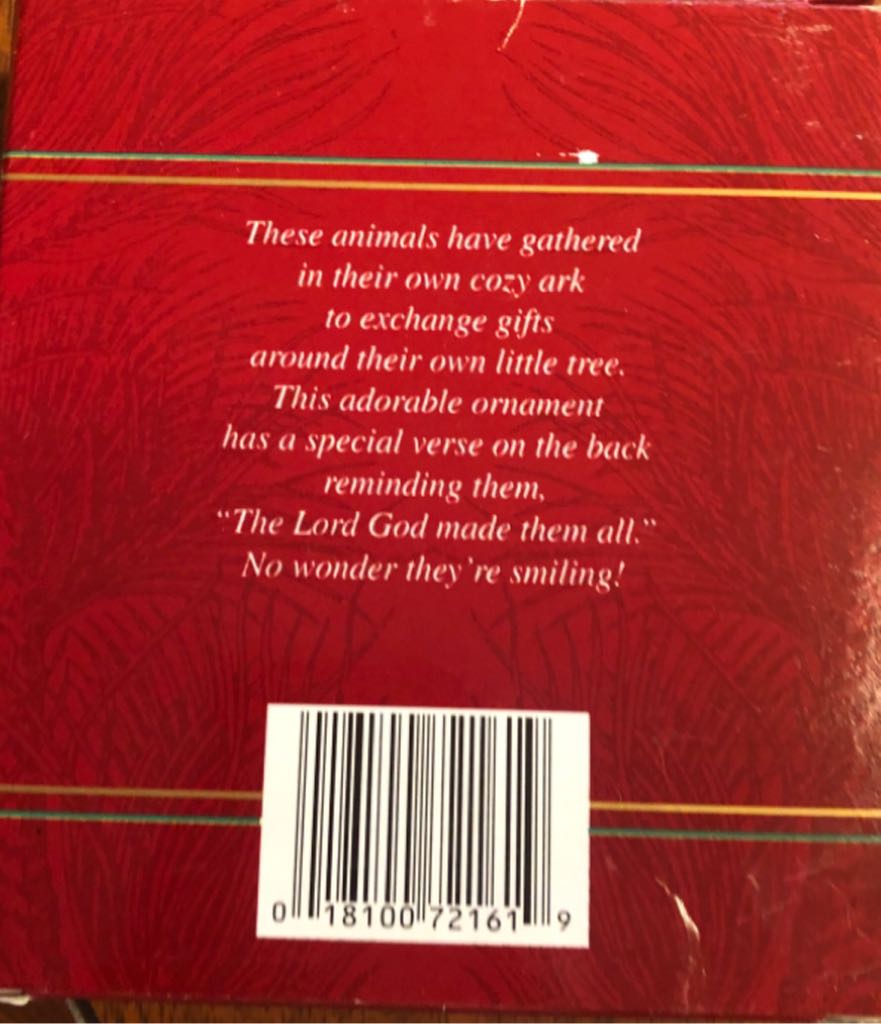 These animals have gathered
in their own cozy ark
to exchange gifts
around their own little tree.
This adorable ornament
has a special verse on the back
reminding them,
“The Lord God made them all.”
No wonder they're smiling!
0 18100 72161 9